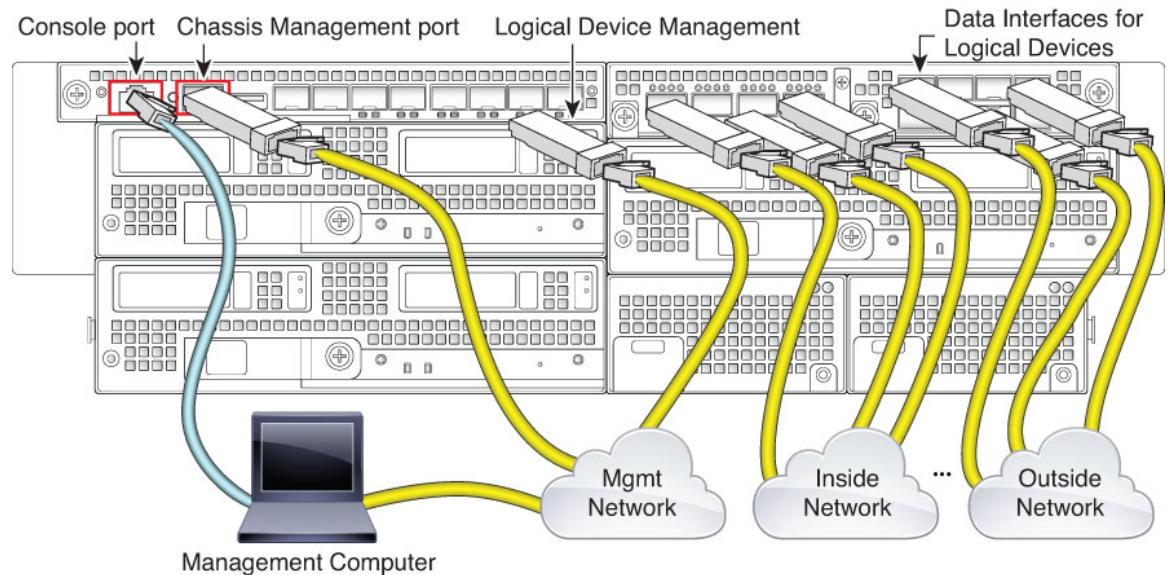 Console port
Chassis Management port
Logical Device Management
Data Interfaces for
Logical Devices
Mgmt
Network
Inside
Network
...
Outside
Network
Management Computer